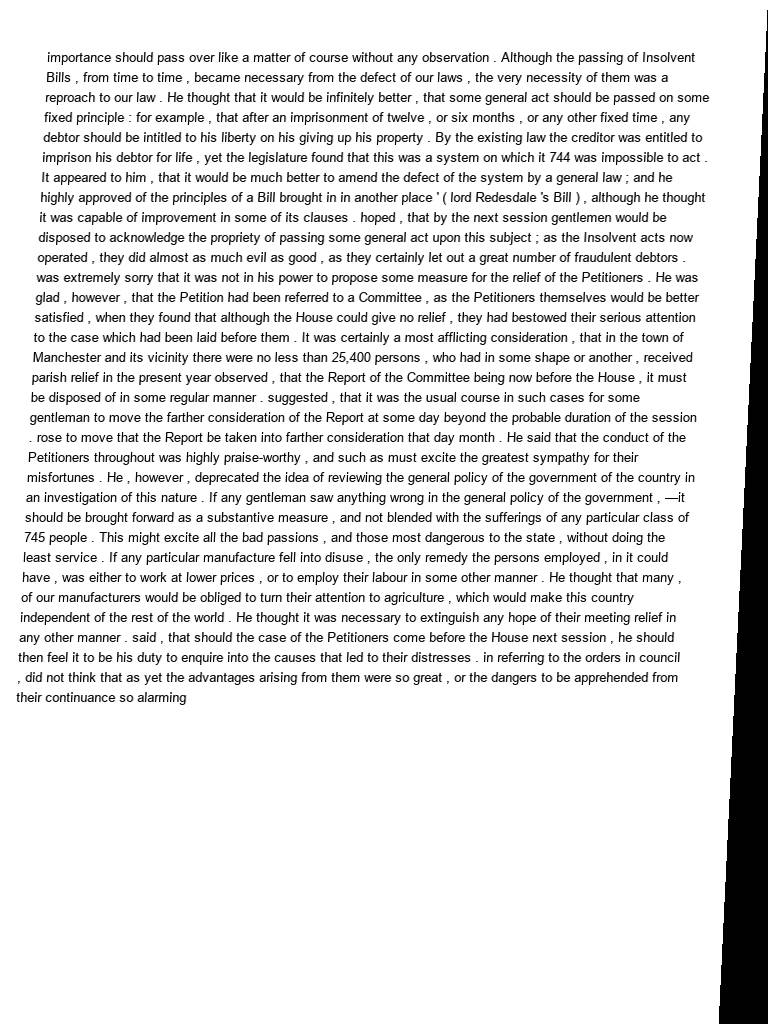 importance should pass over like a matter of course without any observation . Although the passing of Insolvent
Bills , from time to time , became necessary from the defect of our laws , the very necessity of them was a
reproach to our law . He thought that it would be infinitely better , that some general act should be passed on some
fixed principle : for example , that after an imprisonment of twelve , or six months , or any other fixed time , any
debtor should be intitled to his liberty on his giving up his property . By the existing law the creditor was entitled to
imprison his debtor for life , yet the legislature found that this was a system on which it 744 was impossible to act .
It appeared to him , that it would be much better to amend the defect of the system by a general law ; and he
highly approved of the principles of a Bill brought in in another place ' ( lord Redesdale 's Bill ) , although he thought
it was capable of improvement in some of its clauses . hoped , that by the next session gentlemen would be
disposed to acknowledge the propriety of passing some general act upon this subject ; as the Insolvent acts now
operated , they did almost as much evil as good , as they certainly let out a great number of fraudulent debtors .
was extremely sorry that it was not in his power to propose some measure for the relief of the Petitioners . He was
glad , however , that the Petition had been referred to a Committee , as the Petitioners themselves would be better
satisfied , when they found that although the House could give no relief , they had bestowed their serious attention
to the case which had been laid before them . It was certainly a most afflicting consideration , that in the town of
Manchester and its vicinity there were no less than 25,400 persons , who had in some shape or another , received
parish relief in the present year observed , that the Report of the Committee being now before the House , it must
be disposed of in some regular manner . suggested , that it was the usual course in such cases for some
gentleman to move the farther consideration of the Report at some day beyond the probable duration of the session
. rose to move that the Report be taken into farther consideration that day month . He said that the conduct of the
Petitioners throughout was highly praise-worthy , and such as must excite the greatest sympathy for their
misfortunes . He , however , deprecated the idea of reviewing the general policy of the government of the country in
an investigation of this nature . If any gentleman saw anything wrong in the general policy of the government , —it
should be brought forward as a substantive measure , and not blended with the sufferings of any particular class of
745 people . This might excite all the bad passions , and those most dangerous to the state , without doing the
least service . If any particular manufacture fell into disuse , the only remedy the persons employed , in it could
have , was either to work at lower prices , or to employ their labour in some other manner . He thought that many ,
of our manufacturers would be obliged to turn their attention to agriculture , which would make this country
independent of the rest of the world . He thought it was necessary to extinguish any hope of their meeting relief in
any other manner . said , that should the case of the Petitioners come before the House next session , he should
then feel it to be his duty to enquire into the causes that led to their distresses . in referring to the orders in council
, did not think that as yet the advantages arising from them were so great , or the dangers to be apprehended from
their continuance so alarming